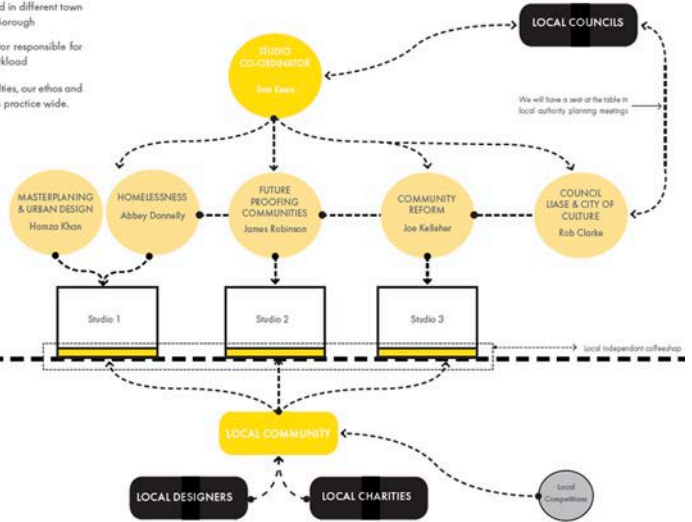 d in different town
Borough
tor responsible for
kload
lties, our ethos and
s practice wide.
LOCAL COUNCILS
STUDIO
CO-ORDINATOR
Tom Keen
We will have a seat at the table in
local authority planning meetings
MASTERPLANING
& URBAN DESIGN
Hamza Khan
HOMELESSNESS
Abbey Donnelly
FUTURE
PROOFING
COMMUNITIES
James Robinson
COMMUNITY
REFORM
Joe Kelleher
COUNCIL
LIASE & CITY OF
CULTURE
Rob Clarke
Studio 1
Studio 2
Studio 3
Local Independant coffeeshop
LOCAL COMMUNITY
LOCAL DESIGNERS
LOCAL CHARITIES
Local
Competitions